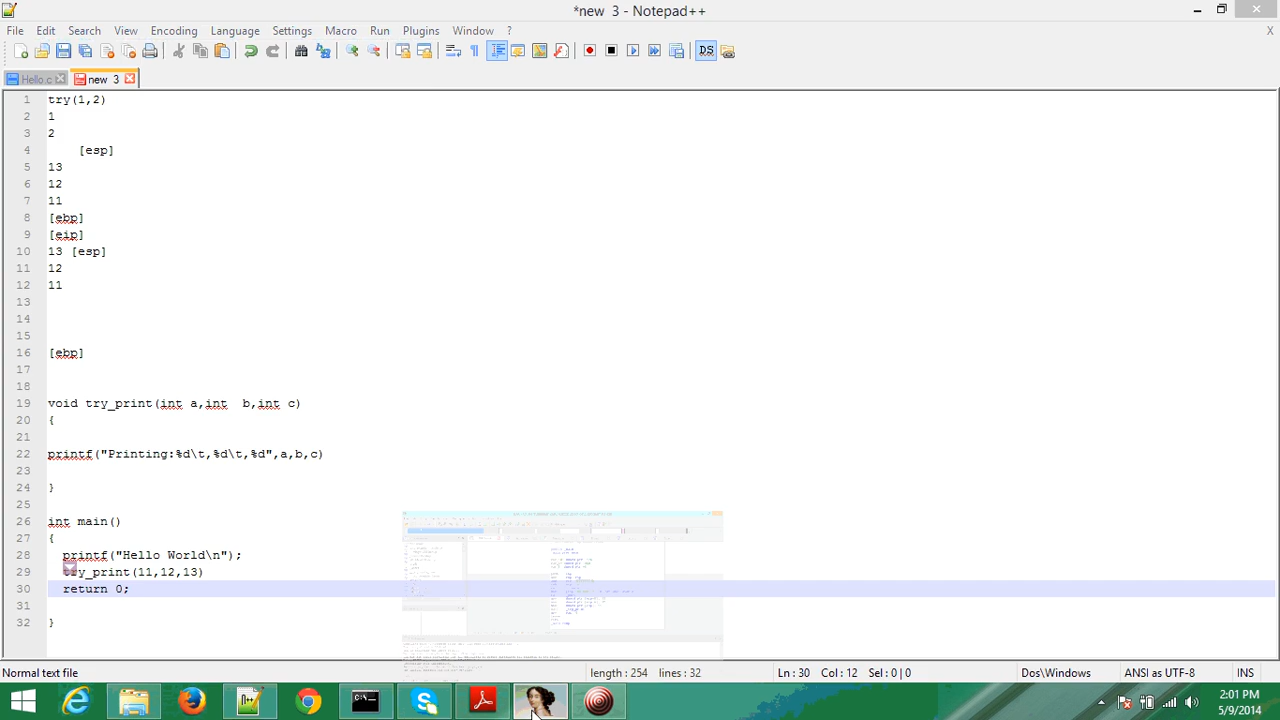 *new  3 - Notepad++
File Edit Search View Encoding Language Settings Macro Run Plugins Window ? X
Hello.c new  3
1 try(1,2)
2 1
3 2
4 [esp]
5 13
6 12
7 11
8 [ebp]
9 [eip]
10 13 [esp]
11 12
12 11
13
14
15
16 [ebp]
17
18
19 void try_print(int a,int  b,int c)
20 {
21
22 printf("Printing:%d\t,%d\t,%d",a,b,c)
23
24 }
25
26 int main()
27 {
28 printf("Hello World\n");
29 try_print(11,12,13)
30 return 0;
31
32 }
Normal text file length : 254 lines : 32 Ln : 30 Col : 12 Sel : 0 | 0 Dos\Windows ANSI as UTF-8 INS
2:01 PM
5/9/2014